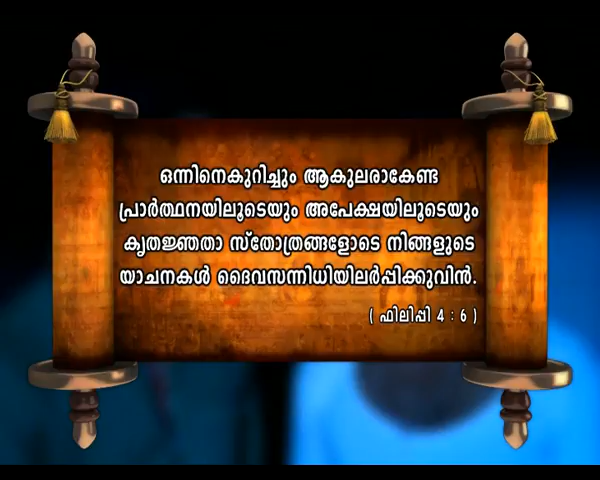 ഒന്നിനെകുറിച്ചും ആകുലരാകേണ്ട
പ്രാർത്ഥനയിലൂടെയും അപേക്ഷയിലൂടെയും
കൃതജ്ഞതാ സ്തോത്രങ്ങളോടെ നിങ്ങളുടെ
യാചനകൾ ദൈവസന്നിധിയിലർപ്പിക്കുവിൻ.
( ഫിലിപ്പി 4 : 6 )